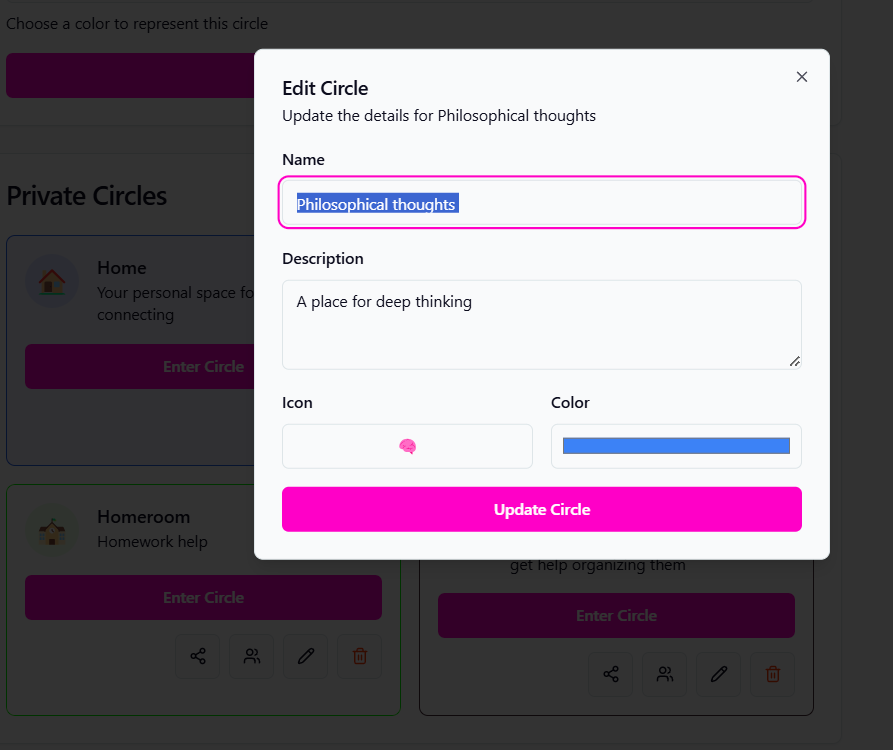 Choose a color to represent this circle
Edit Circle
Update the details for Philosophical thoughts
Name
Philosophical thoughts
Description
A place for deep thinking
Icon
Color
Update Circle
Private Circles
Home
Your personal space fo
connecting
Enter Circle
Homeroom
Homework help
Enter Circle
get help organizing them
Enter Circle